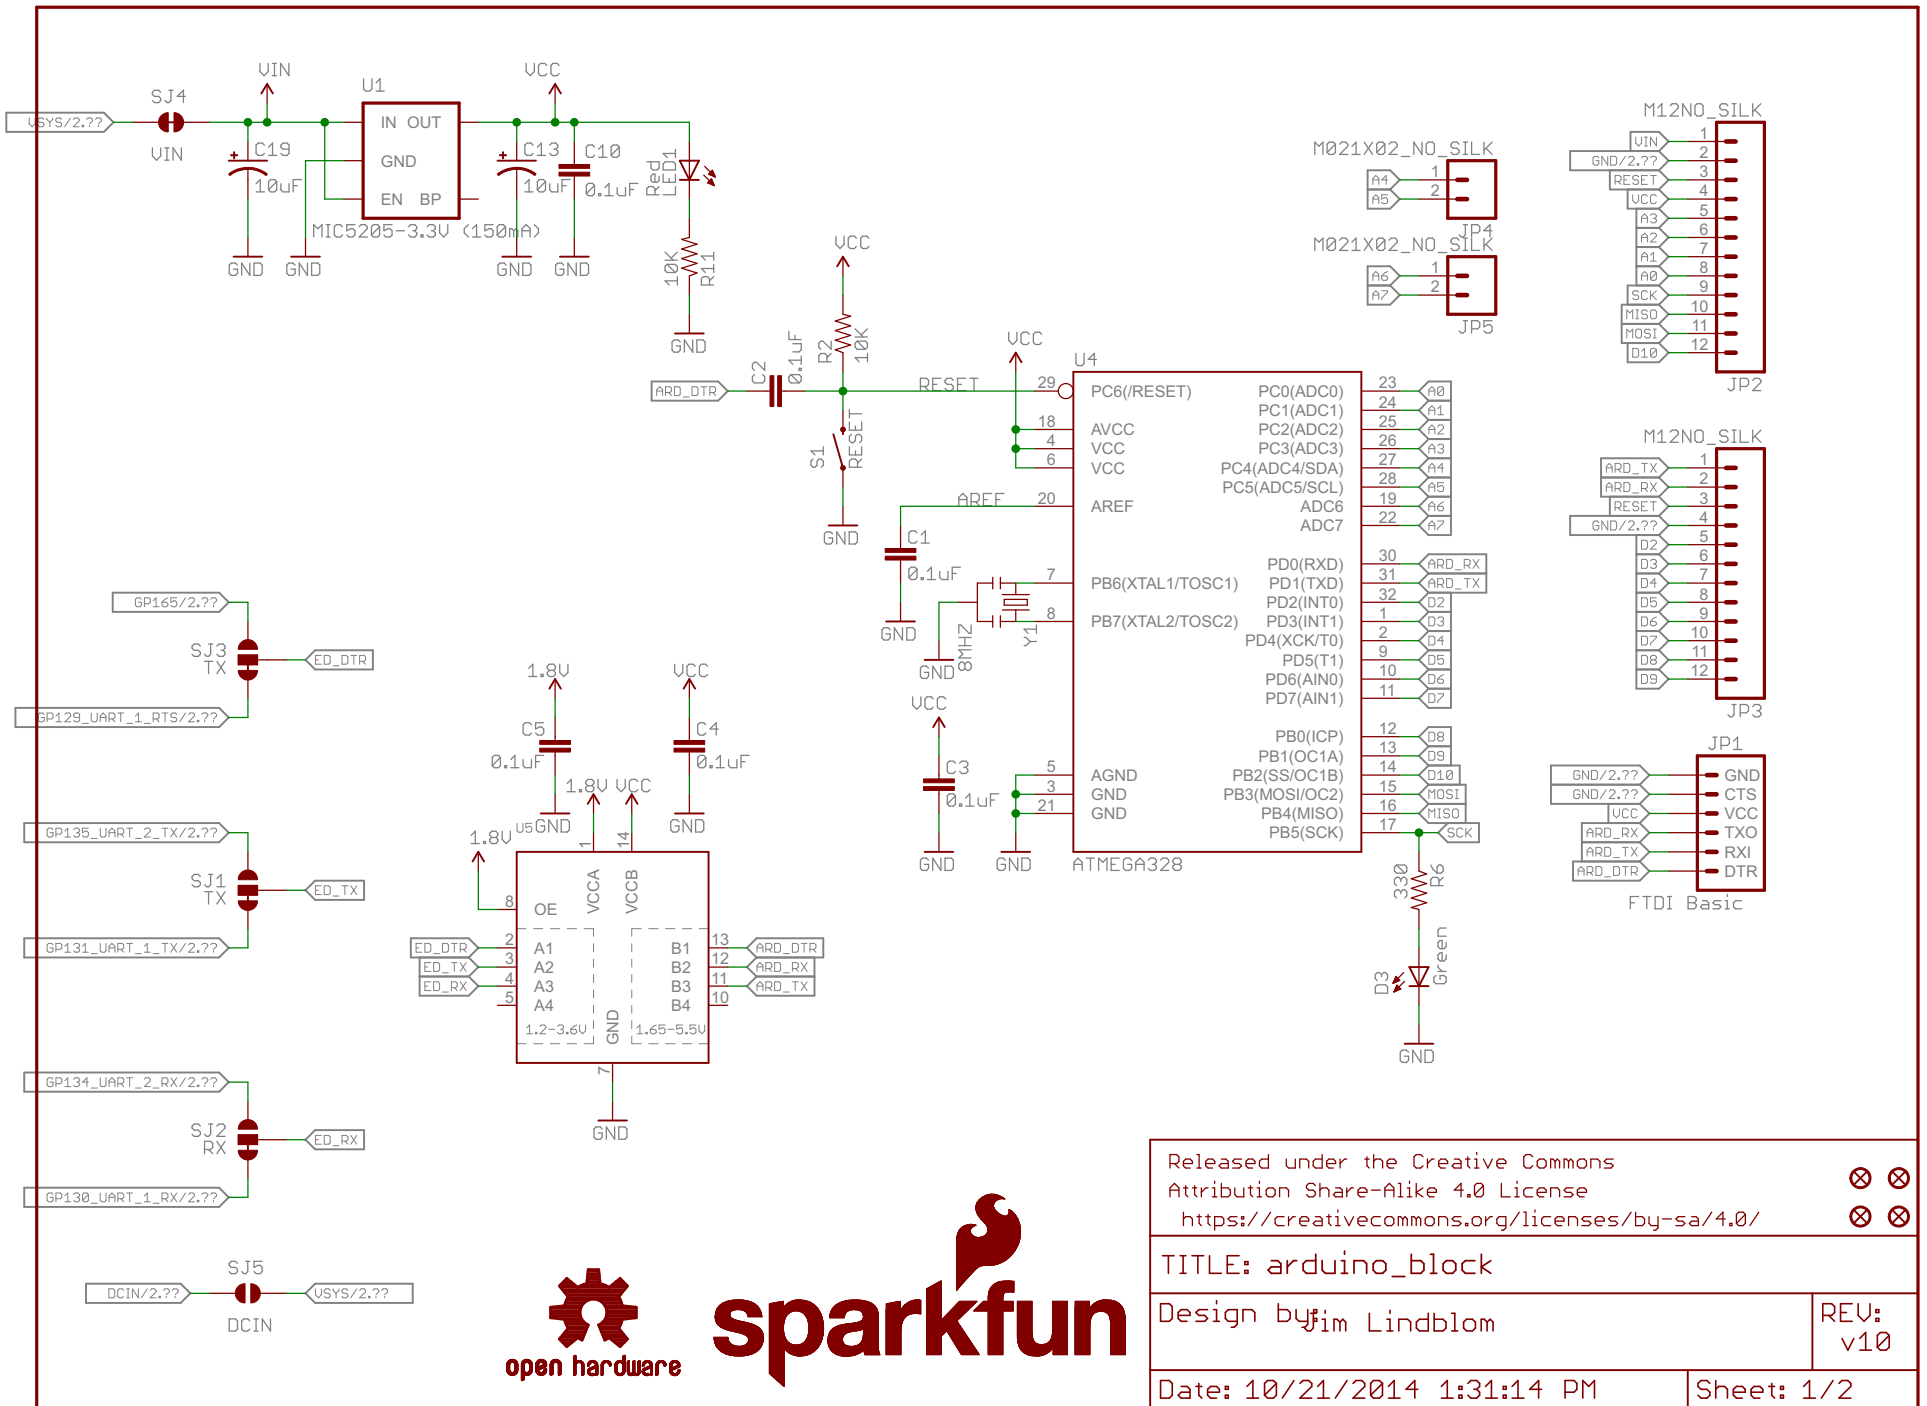 VIN
VCC
U1
SJ4
VSYS/2.??
VIN
IN OUT
GND
EN BP
C19
10uF
C13
10uF
C10
0.1uF
Red
LED1
MIC5205-3.3V (150mA)
GND
GND
GND
GND
10K
R11
GND
VCC
R2
10K
C2
0.1uF
ARD_DTR
RESET
S1
RESET
GND
VCC
U4
29 PC6(/RESET)
18 AVCC
4 VCC
6 VCC
AREF
20 AREF
7 PB6(XTAL1/TOSC1)
8 PB7(XTAL2/TOSC2)
5 AGND
3 GND
21 GND
PC0(ADC0) 23 A0
PC1(ADC1) 24 A1
PC2(ADC2) 25 A2
PC3(ADC3) 26 A3
PC4(ADC4/SDA) 27 A4
PC5(ADC5/SCL) 28 A5
ADC6 19 A6
ADC7 22 A7
PD0(RXD) 30 ARD_RX
PD1(TXD) 31 ARD_TX
PD2(INT0) 32 D2
PD3(INT1) 1 D3
PD4(XCK/T0) 2 D4
PD5(T1) 9 D5
PD6(AIN0) 10 D6
PD7(AIN1) 11 D7
PB0(ICP) 12 D8
PB1(OC1A) 13 D9
PB2(SS/OC1B) 14 D10
PB3(MOSI/OC2) 15 MOSI
PB4(MISO) 16 MISO
PB5(SCK) 17 SCK
ATMEGA328
C1
0.1uF
GND
8MHZ
Y1
GND
VCC
C3
0.1uF
GND
GND
330
R6
Green
D3
GND
M021X02_NO_SILK
A4 1
A5 2
JP4
M021X02_NO_SILK
A6 1
A7 2
JP5
M12NO_SILK
VIN 1
GND/2.?? 2
RESET 3
VCC 4
A3 5
A2 6
A1 7
A0 8
SCK 9
MISO 10
MOSI 11
D10 12
JP2
M12NO_SILK
ARD_TX 1
ARD_RX 2
RESET 3
GND/2.?? 4
D2 5
D3 6
D4 7
D5 8
D6 9
D7 10
D8 11
D9 12
JP3
JP1
GND/2.?? GND
GND/2.?? CTS
VCC VCC
ARD_RX TXO
ARD_TX RXI
ARD_DTR DTR
FTDI Basic
GP165/2.??
SJ3
TX
ED_DTR
GP129_UART_1_RTS/2.??
GP135_UART_2_TX/2.??
SJ1
TX
ED_TX
GP131_UART_1_TX/2.??
GP134_UART_2_RX/2.??
SJ2
RX
ED_RX
GP130_UART_1_RX/2.??
SJ5
DCIN/2.??
VSYS/2.??
DCIN
1.8V
C5
0.1uF
GND
VCC
C4
0.1uF
GND
1.8V VCC
U5
1.8V
1
14
VCCA
VCCB
8 OE
ED_DTR 2 A1
ED_TX 3 A2
ED_RX 4 A3
5 A4
B1 13 ARD_DTR
B2 12 ARD_RX
B3 11 ARD_TX
B4 10
1.2-3.6V
GND
1.65-5.5V
7
GND
open hardware
sparkfun
Released under the Creative Commons
Attribution Share-Alike 4.0 License
https://creativecommons.org/licenses/by-sa/4.0/
TITLE: arduino_block
Design by: Jim Lindblom
REV:
v10
Date: 10/21/2014 1:31:14 PM
Sheet: 1/2